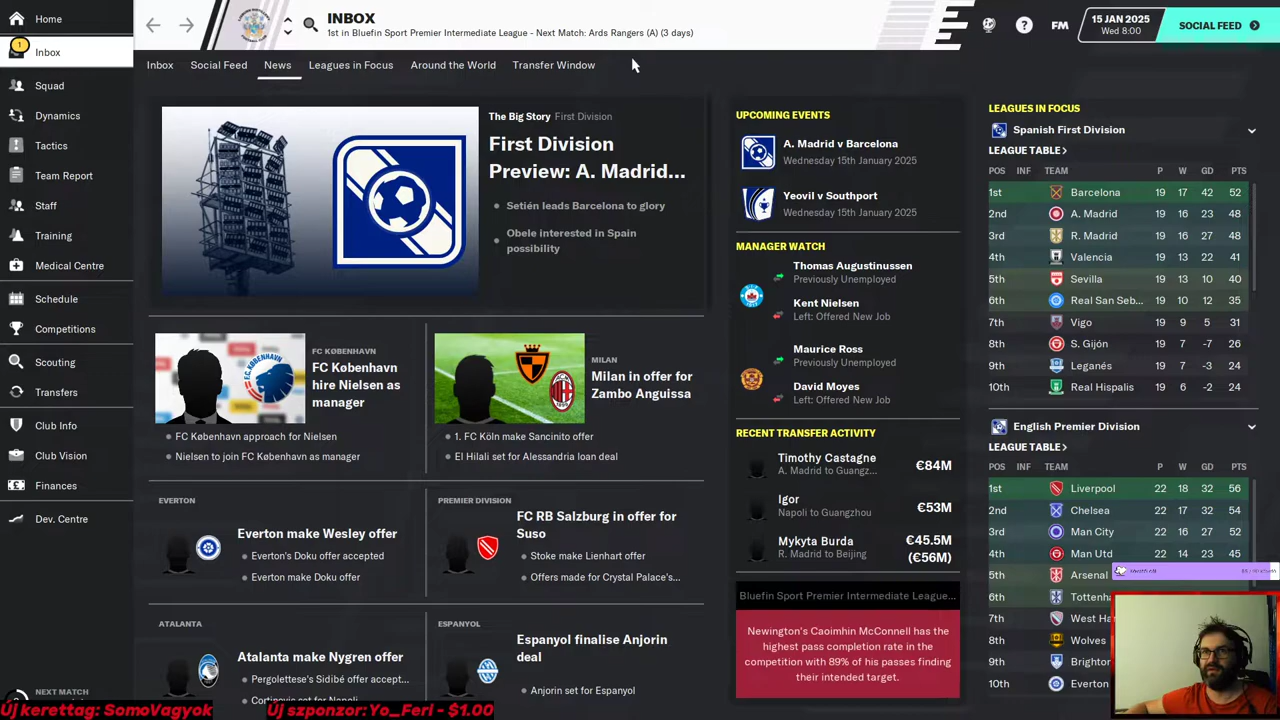 Home
INBOX
1st in Bluefin Sport Premier Intermediate League - Next Match: Ards Rangers (A) (3 days)
FM
15 JAN 2025
Wed 8:00
SOCIAL FEED
1
Inbox
Squad
Dynamics
Tactics
Team Report
Staff
Training
Medical Centre
Schedule
Competitions
Scouting
Transfers
Club Info
Club Vision
Finances
Dev. Centre
NEXT MATCH
Inbox
Social Feed
News
Leagues in Focus
Around the World
Transfer Window
The Big Story First Division
First Division
Preview: A. Madrid...
Setién leads Barcelona to glory
Obele interested in Spain
possibility
FC KØBENHAVN
FC København
hire Nielsen as
manager
FC København approach for Nielsen
Nielsen to join FC København as manager
MILAN
Milan in offer for
Zambo Anguissa
1. FC Köln make Sancinito offer
El Hilali set for Alessandria loan deal
EVERTON
Everton make Wesley offer
Everton's Doku offer accepted
Everton make Doku offer
PREMIER DIVISION
FC RB Salzburg in offer for
Suso
Stoke make Lienhart offer
Offers made for Crystal Palace's...
ATALANTA
Atalanta make Nygren offer
Pergolettese's Sidibé offer accept...
Cortinovis set for Napoli
ESPANYOL
Espanyol finalise Anjorin
deal
Anjorin set for Espanyol
UPCOMING EVENTS
A. Madrid v Barcelona
Wednesday 15th January 2025
Yeovil v Southport
Wednesday 15th January 2025
MANAGER WATCH
Thomas Augustinussen
Previously Unemployed
Kent Nielsen
Left: Offered New Job
Maurice Ross
Previously Unemployed
David Moyes
Left: Offered New Job
RECENT TRANSFER ACTIVITY
Timothy Castagne
A. Madrid to Guangz...
€84M
Igor
Napoli to Guangzhou
€53M
Mykyta Burda
R. Madrid to Beijing
€45.5M
(€56M)
Bluefin Sport Premier Intermediate League...
Newington's Caoimhin McConnell has the
highest pass completion rate in the
competition with 89% of his passes finding
their intended target.
LEAGUES IN FOCUS
Spanish First Division
LEAGUE TABLE >
POS INF TEAM P W GD PTS
1st Barcelona 19 17 42 52
2nd A. Madrid 19 16 23 48
3rd R. Madrid 19 16 27 48
4th Valencia 19 13 22 41
5th Sevilla 19 13 10 40
6th Real San Seb... 19 10 12 35
7th Vigo 19 9 5 31
8th S. Gijón 19 7 -7 29
9th Leganés 19 7 -3 24
10th Real Hispalis 19 6 -2 24
English Premier Division
LEAGUE TABLE >
POS INF TEAM P W GD PTS
1st Liverpool 22 18 32 56
2nd Chelsea 22 17 32 54
3rd Man City 22 16 27 52
4th Man Utd 22 14 23 45
5th Arsenal
6th Tottenh
7th West Ha
8th Wolves
9th Brighton
10th Everton
Új kerettag: SomoVagyok
Új szponzor: Yo_Feri - $1.00